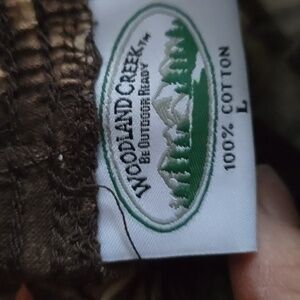 WOODLAND CREEK™
BE OUTDOOR READY
100% COTTON
L